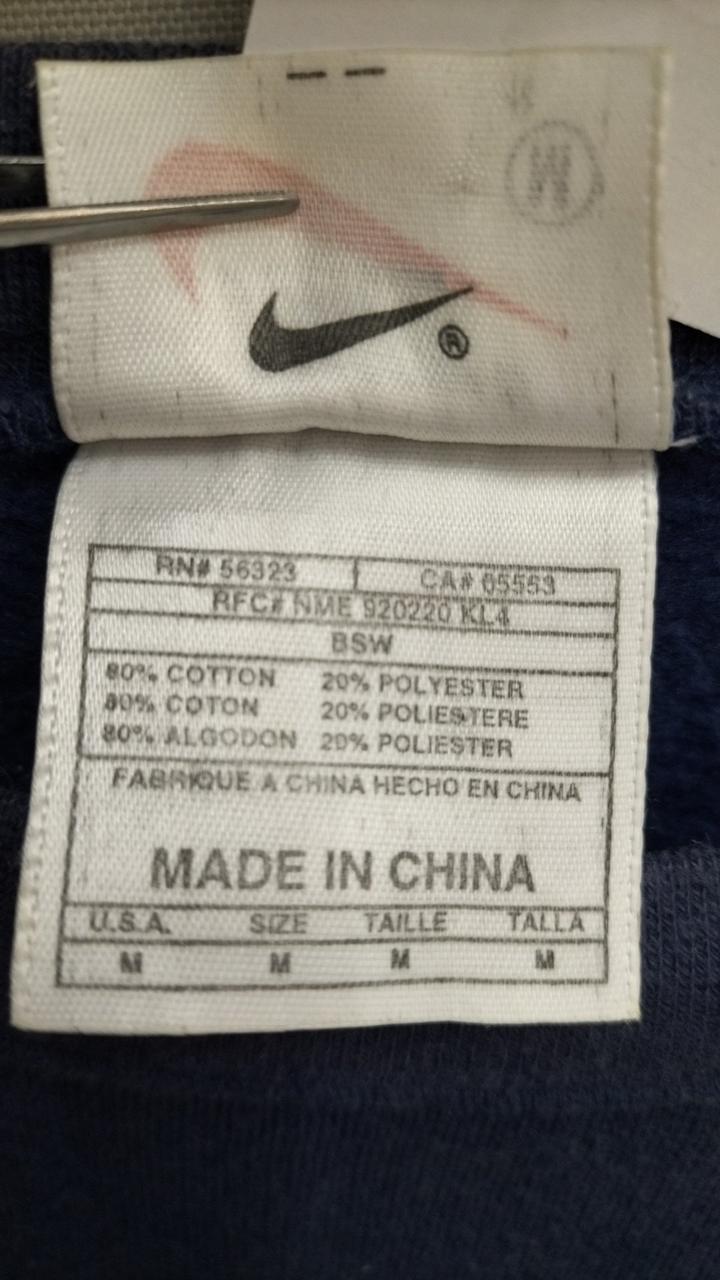 ®
RN# 56323 CA# 05553
RFC# NME 920220 KL4
BSW
80% COTTON 20% POLYESTER
80% COTON 20% POLIESTERE
80% ALGODON 20% POLIESTER
FABRIQUE A CHINA HECHO EN CHINA
MADE IN CHINA
U.S.A. SIZE TAILLE TALLA
M M M M